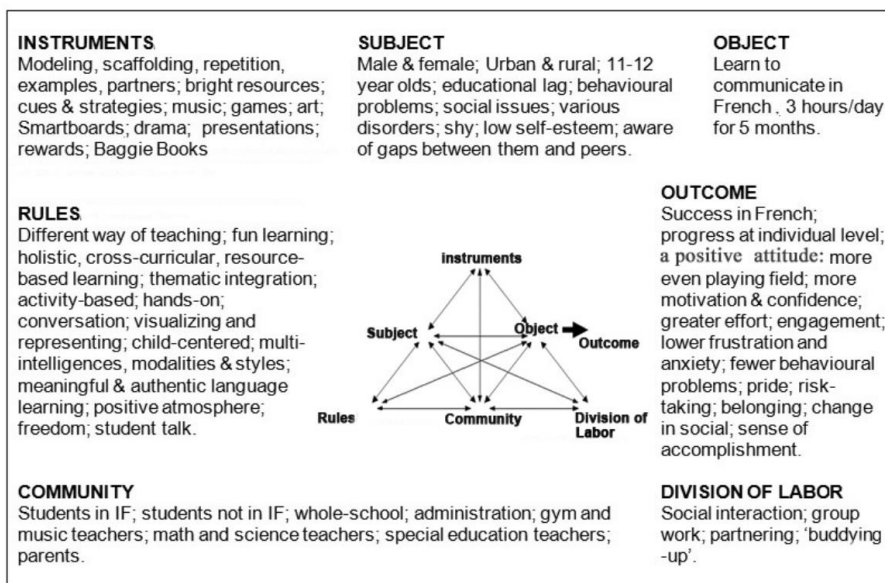 INSTRUMENTS
Modeling, scaffolding, repetition,
examples, partners; bright resources;
cues & strategies; music; games; art;
Smartboards; drama; presentations;
rewards; Baggie Books
SUBJECT
Male & female; Urban & rural; 11-12
year olds; educational lag; behavioural
problems; social issues; various
disorders; shy; low self-esteem; aware
of gaps between them and peers.
OBJECT
Learn to
communicate in
French . 3 hours/day
for 5 months.
RULES
Different way of teaching; fun learning;
holistic, cross-curricular, resource-
based learning; thematic integration;
activity-based; hands-on;
conversation; visualizing and
representing; child-centered; multi-
intelligences, modalities & styles;
meaningful & authentic language
learning; positive atmosphere;
freedom; student talk.
instruments
Subject
Object
Outcome
Rules
Community
Division of
Labor
OUTCOME
Success in French;
progress at individual level;
a positive attitude: more
even playing field; more
motivation & confidence;
greater effort; engagement;
lower frustration and
anxiety; fewer behavioural
problems; pride; risk-
taking; belonging; change
in social; sense of
accomplishment.
COMMUNITY
Students in IF; students not in IF; whole-school; administration; gym and
music teachers; math and science teachers; special education teachers;
parents.
DIVISION OF LABOR
Social interaction; group
work; partnering; ‘buddying
-up’.